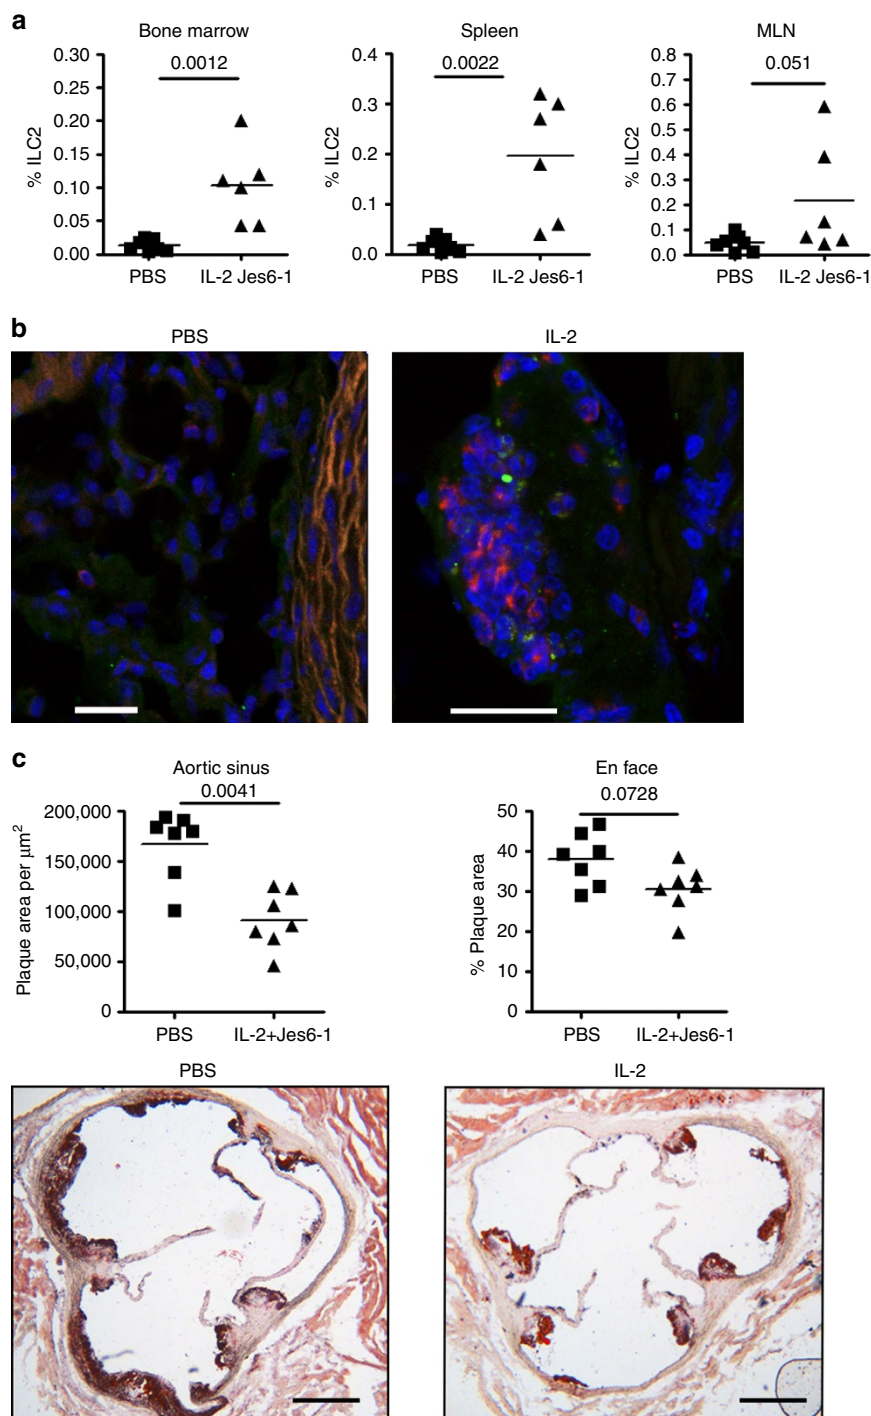 a
Bone marrow
0.0012
% ILC2
0.30
0.25
0.20
0.15
0.10
0.05
0.00
PBS
IL-2 Jes6-1
Spleen
0.0022
% ILC2
0.4
0.3
0.2
0.1
0.0
PBS
IL-2 Jes6-1
MLN
0.051
% ILC2
0.8
0.7
0.6
0.5
0.4
0.3
0.2
0.1
0.0
PBS
IL-2 Jes6-1
b
PBS
IL-2
c
Aortic sinus
0.0041
Plaque area per μm²
200,000
150,000
100,000
50,000
0
PBS
IL-2+Jes6-1
En face
0.0728
% Plaque area
50
40
30
20
10
0
PBS
IL-2+Jes6-1
PBS
IL-2